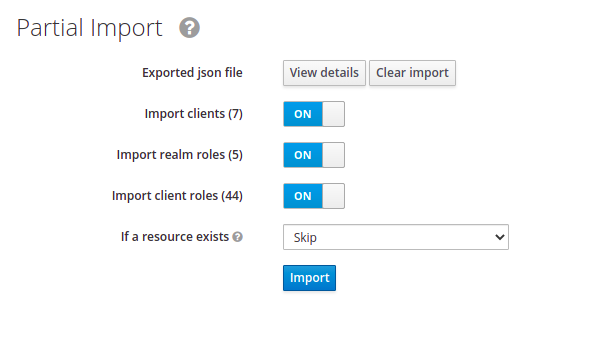 Partial Import ?
Exported json file View details Clear import
Import clients (7) ON
Import realm roles (5) ON
Import client roles (44) ON
If a resource exists ? Skip
Import